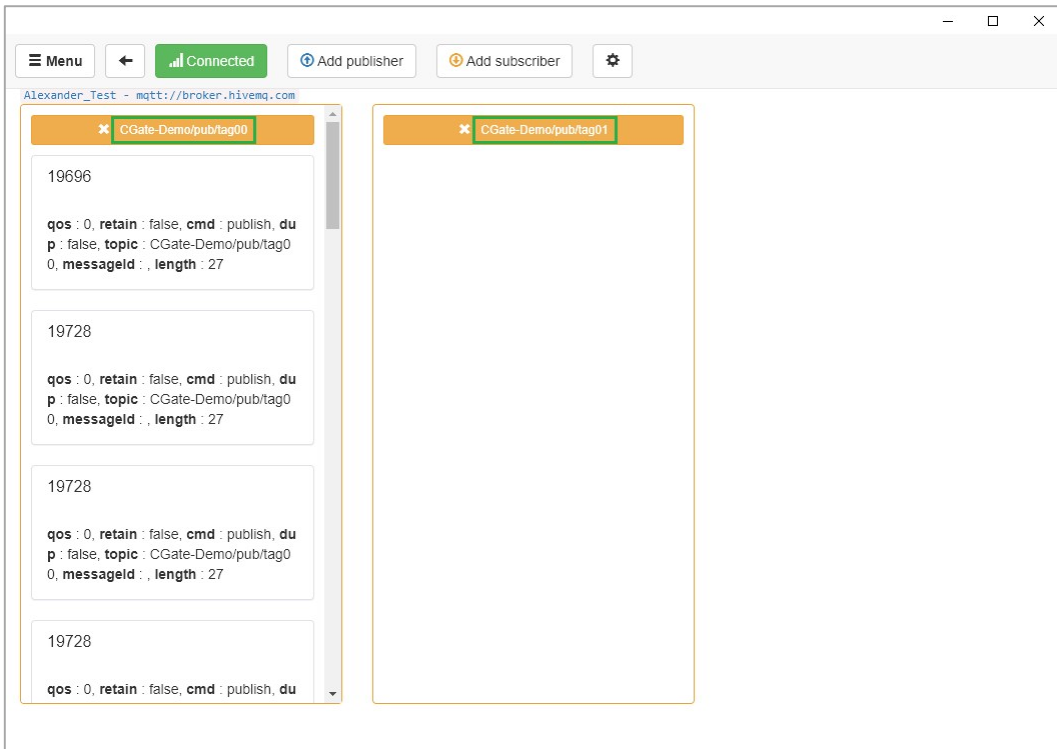 Menu
Connected
Add publisher
Add subscriber
Alexander_Test - mqtt://broker.hivemq.com
CGate-Demo/pub/tag00
19696
qos : 0, retain : false, cmd : publish, du
p : false, topic : CGate-Demo/pub/tag0
0, messageId : , length : 27
19728
qos : 0, retain : false, cmd : publish, du
p : false, topic : CGate-Demo/pub/tag0
0, messageId : , length : 27
19728
qos : 0, retain : false, cmd : publish, du
p : false, topic : CGate-Demo/pub/tag0
0, messageId : , length : 27
19728
qos : 0, retain : false, cmd : publish, du
CGate-Demo/pub/tag01